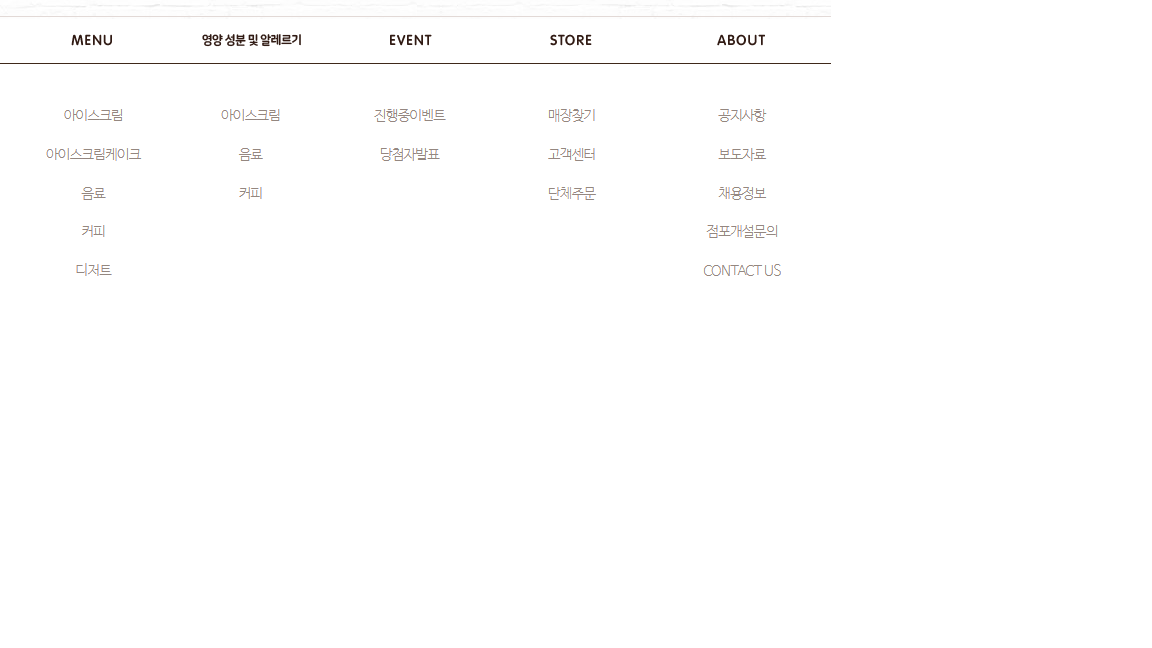 MENU 영양 성분 및 알레르기 EVENT STORE ABOUT
아이스크림 아이스크림 진행중이벤트 매장찾기 공지사항
아이스크림케이크 음료 당첨자발표 고객센터 보도자료
음료 커피 단체주문 채용정보
커피 점포개설문의
디저트 CONTACT US